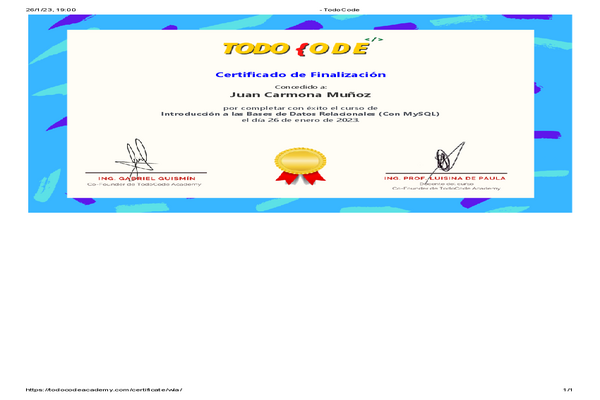 26/1/23, 19:00
- TodoCode
</>
TODO {ODE
Certificado de Finalización
Concedido a:
Juan Carmona Muñoz
por completar con éxito el curso de
Introducción a las Bases de Datos Relacionales (Con MySQL)
el día 26 de enero de 2023.
ING. GABRIEL GUISMÍN
Co-Founder de TodoCode Academy
ING. PROF. LUISINA DE PAULA
Docente del curso
Co-Founder de TodoCode Academy
https://todocodeacademy.com/certificate/wla/
1/1